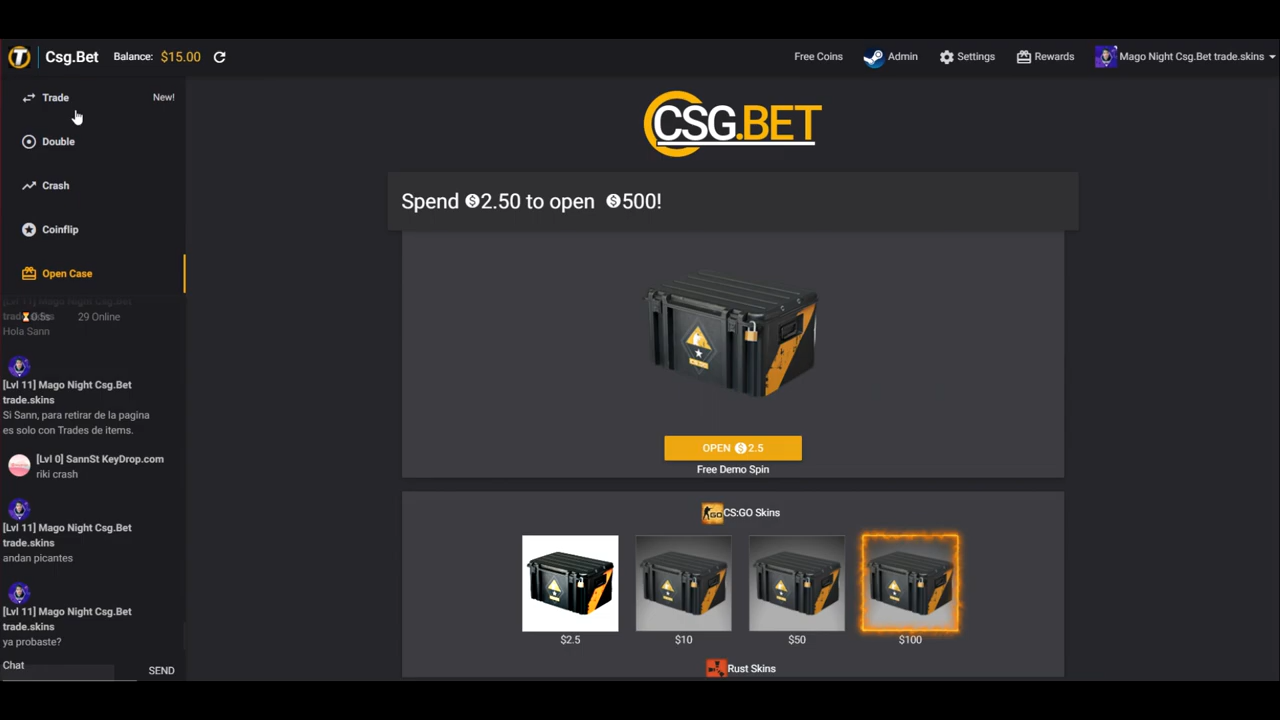 Csg.Bet Balance: $15.00 Free Coins Admin Settings Rewards Mago Night Csg.Bet trade.skins
Trade New!
Double
Crash
Coinflip
Open Case
29 Online
Hola Sann
[Lvl 11] Mago Night Csg.Bet
trade.skins
Si Sann, para retirar de la pagina
es solo con Trades de items.
[Lvl 0] SannSt KeyDrop.com
riki crash
[Lvl 11] Mago Night Csg.Bet
trade.skins
andan picantes
[Lvl 11] Mago Night Csg.Bet
trade.skins
ya probaste?
Chat
SEND
CSG.BET
Spend $2.50 to open $500!
OPEN $2.5
Free Demo Spin
CS:GO Skins
$2.5 $10 $50 $100
Rust Skins